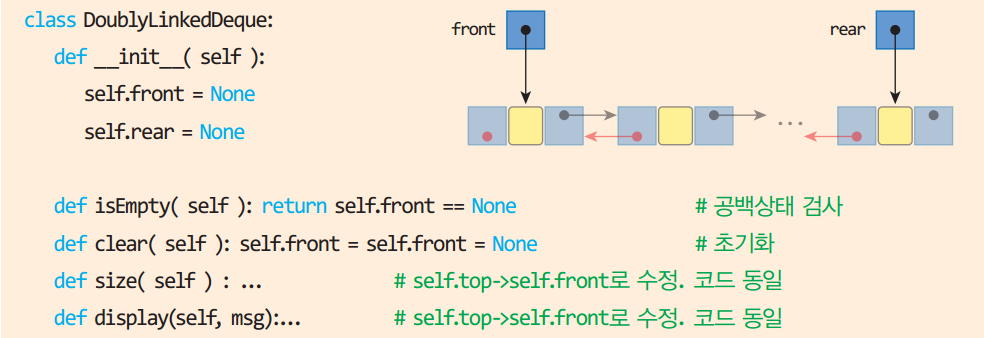 class DoublyLinkedDeque:
def __init__( self ):
self.front = None
self.rear = None
front
rear
...
def isEmpty( self ): return self.front == None # 공백상태 검사
def clear( self ): self.front = self.front = None # 초기화
def size( self ) : ... # self.top->self.front로 수정. 코드 동일
def display(self, msg):... # self.top->self.front로 수정. 코드 동일